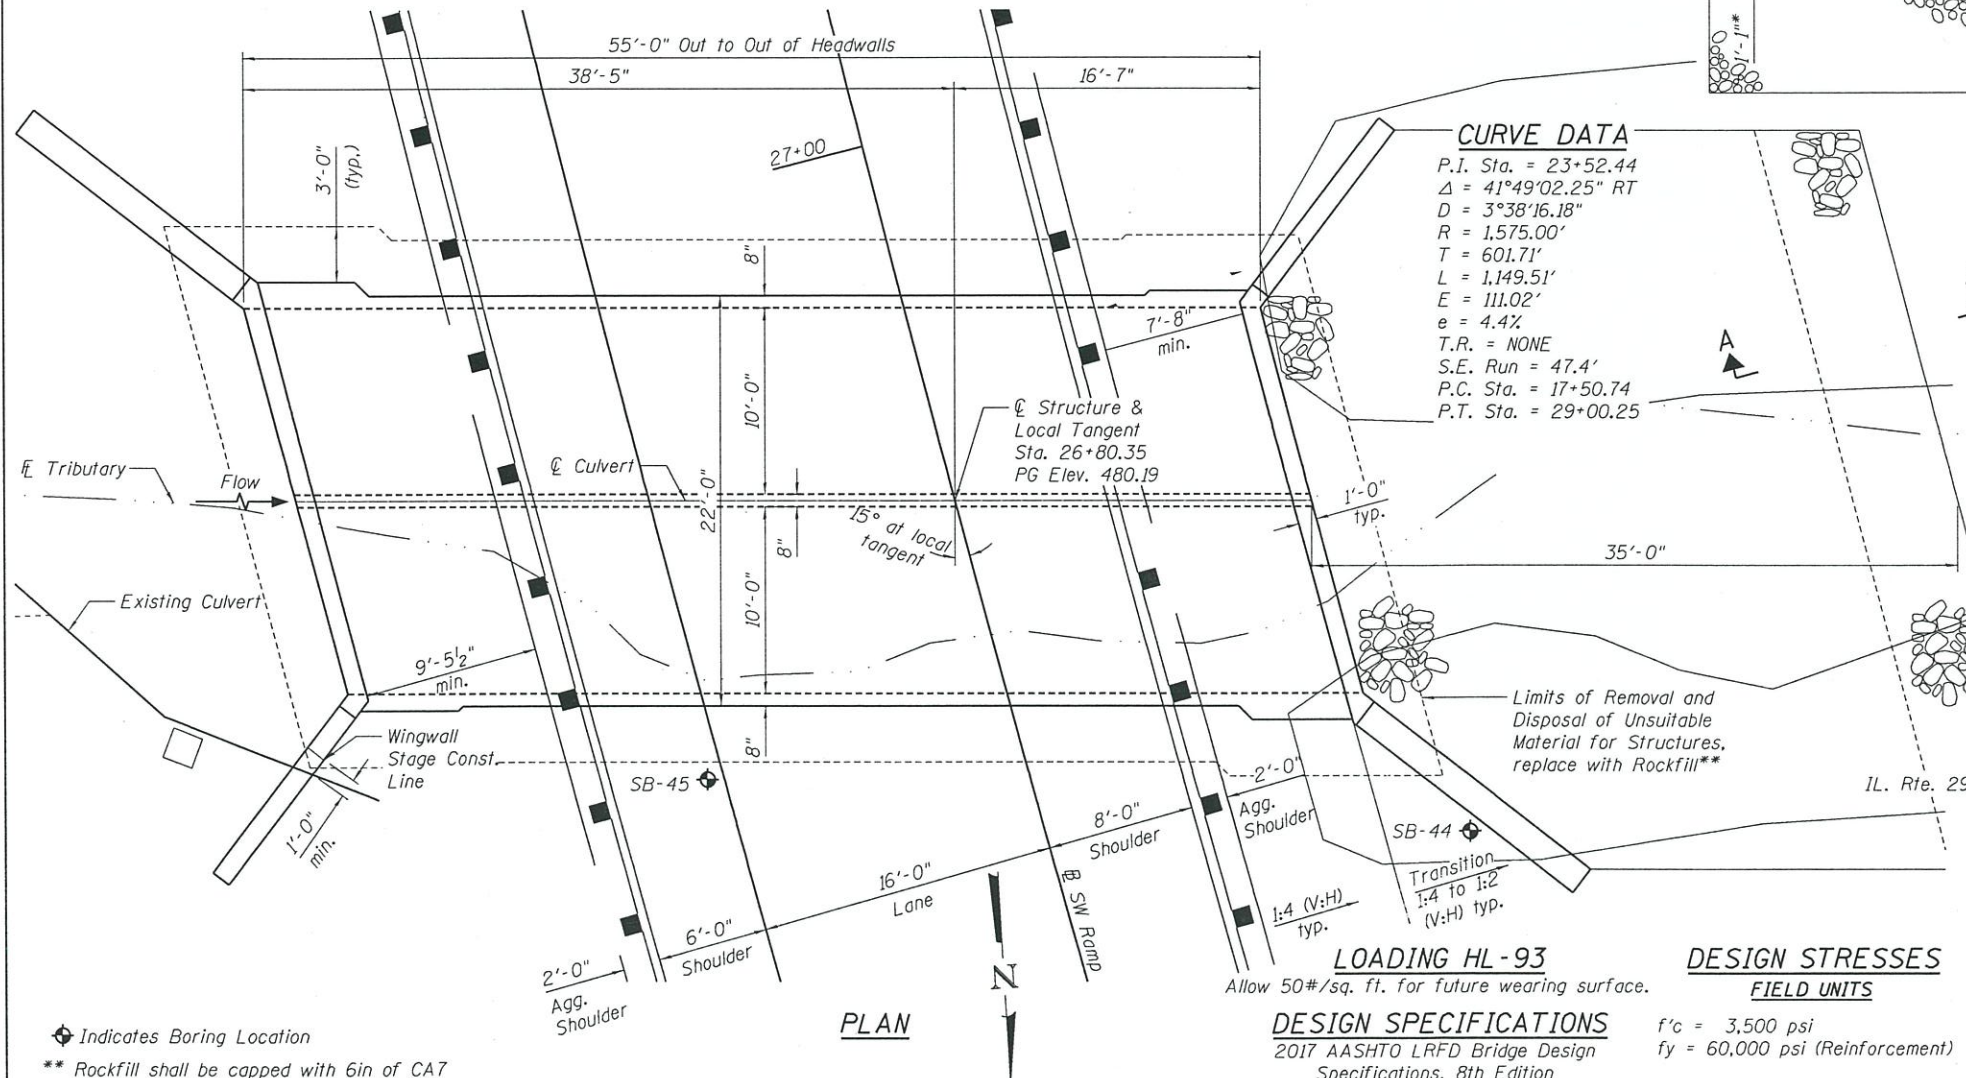 55'-0" Out to Out of Headwalls
38'-5"
16'-7"
1'-1"*
3'-0"
(typ.)
27+00
8"
7'-8"
min.
10'-0"
22'-0"
℄ Structure &
Local Tangent
Sta. 26+80.35
PG Elev. 480.19
CURVE DATA
P.I. Sta. = 23+52.44
Δ = 41°49'02.25" RT
D = 3°38'16.18"
R = 1,575.00'
T = 601.71'
L = 1,149.51'
E = 111.02'
e = 4.4%
T.R. = NONE
S.E. Run = 47.4'
P.C. Sta. = 17+50.74
P.T. Sta. = 29+00.25
A
Tributary
Flow
℄ Culvert
15° at local
tangent
8"
1'-0"
typ.
35'-0"
Existing Culvert
10'-0"
9'-5½"
min.
8"
Wingwall
Stage Const.
Line
1'-0"
min.
SB-45
Limits of Removal and
Disposal of Unsuitable
Material for Structures,
replace with Rockfill**
IL. Rte. 29
2'-0"
Agg.
Shoulder
8'-0"
Shoulder
16'-0"
Lane
6'-0"
Shoulder
2'-0"
Agg.
Shoulder
SW Ramp
SB-44
Transition
1:4 to 1:2
(V:H) typ.
1:4 (V:H)
typ.
N
PLAN
LOADING HL-93
Allow 50#/sq. ft. for future wearing surface.
DESIGN SPECIFICATIONS
2017 AASHTO LRFD Bridge Design
Specifications, 8th Edition
DESIGN STRESSES
FIELD UNITS
f'c = 3,500 psi
fy = 60,000 psi (Reinforcement)
Indicates Boring Location
** Rockfill shall be capped with 6in of CA7